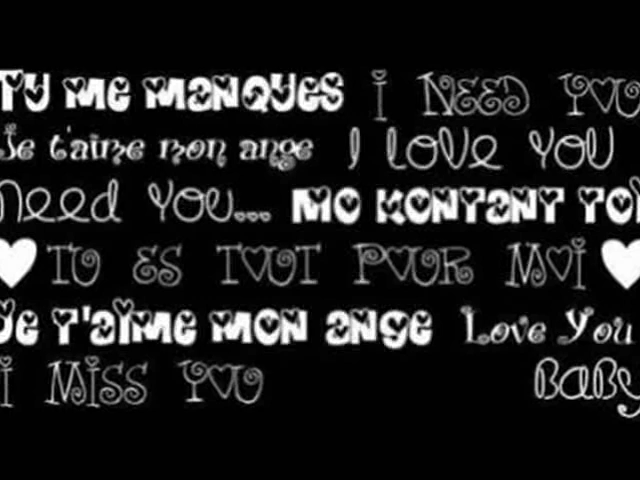 TU ME MANQUES I NEED YOU
Je t'aime mon ange I LOVE YOU
Need YOU... MO KONTANT TOI
TU ES TOUT POUR MOI
Je T'aime mon ange Love You
I MISS YOU BABY